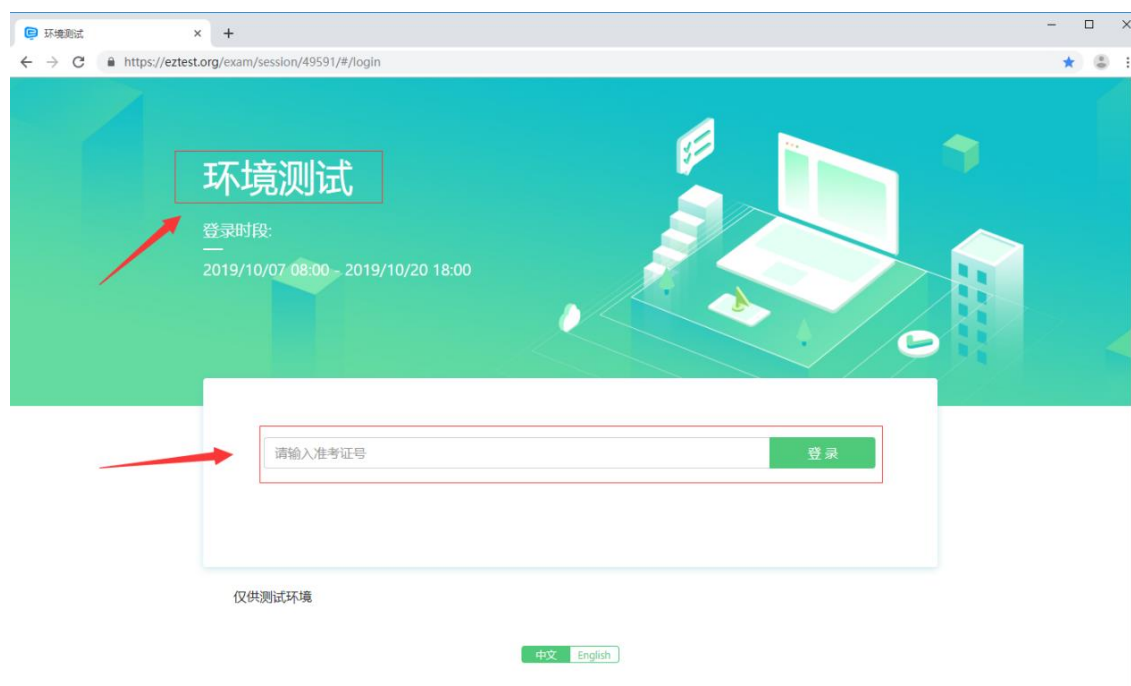 环境测试
https://eztest.org/exam/session/49591/#/login
环境测试
登录时段:
2019/10/07 08:00 - 2019/10/20 18:00
请输入准考证号
登 录
仅供测试环境
中文 English